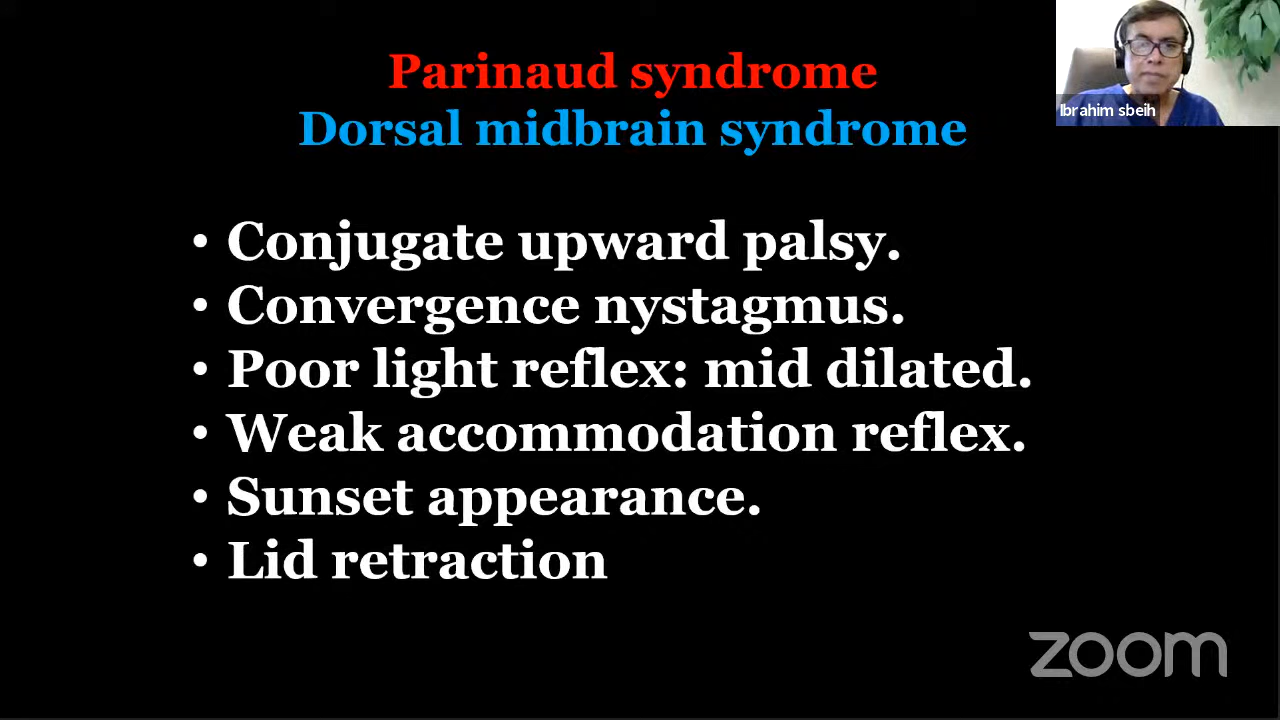 Parinaud syndrome
Dorsal midbrain syndrome
Ibrahim sbeih
• Conjugate upward palsy.
• Convergence nystagmus.
• Poor light reflex: mid dilated.
• Weak accommodation reflex.
• Sunset appearance.
• Lid retraction
zoom